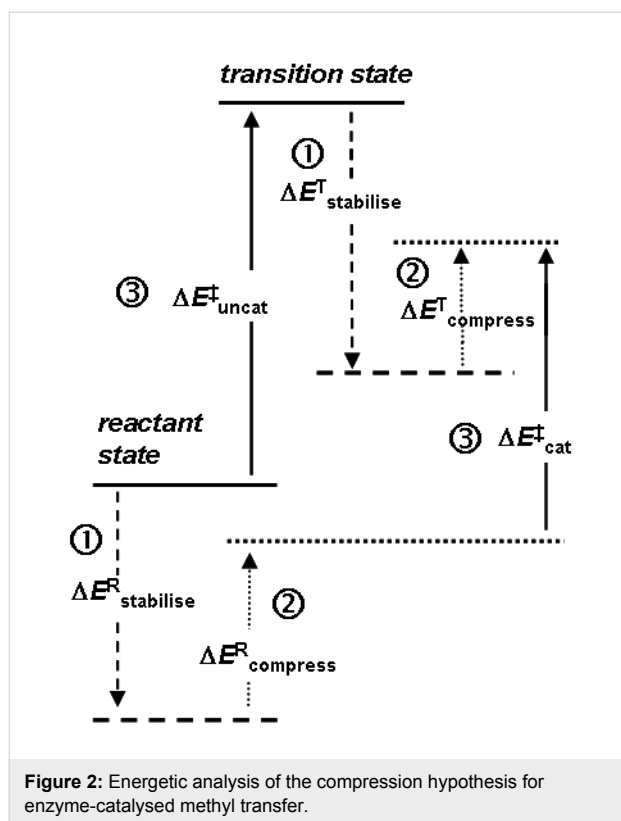 transition state
①
ΔE^T_stabilise
②
ΔE^T_compress
③ ΔE^‡_uncat
reactant
state
③ ΔE^‡_cat
①
ΔE^R_stabilise
②
ΔE^R_compress
Figure 2: Energetic analysis of the compression hypothesis for
enzyme-catalysed methyl transfer.